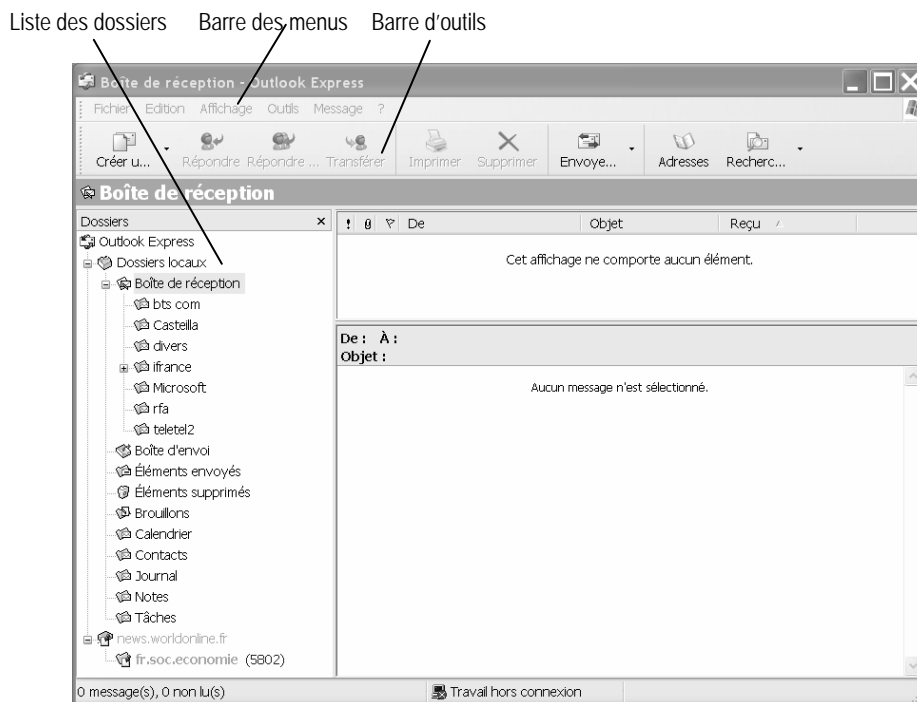 Liste des dossiers Barre des menus Barre d'outils
Boîte de réception - Outlook Express
Fichier Edition Affichage Outils Message ?
Créer u... Répondre Répondre ... Transférer Imprimer Supprimer Envoye... Adresses Recherc...
Boîte de réception
Dossiers × ! De Objet Reçu
Outlook Express
Cet affichage ne comporte aucun élément.
Dossiers locaux
Boîte de réception
bts com
Casteilla
divers
ifrance
Microsoft
rfa
teletel2
Boîte d'envoi
Éléments envoyés
Éléments supprimés
Brouillons
Calendrier
Contacts
Journal
Notes
Tâches
news.worldonline.fr
fr.soc.economie (5802)
De : À :
Objet :
Aucun message n'est sélectionné.
0 message(s), 0 non lu(s) Travail hors connexion